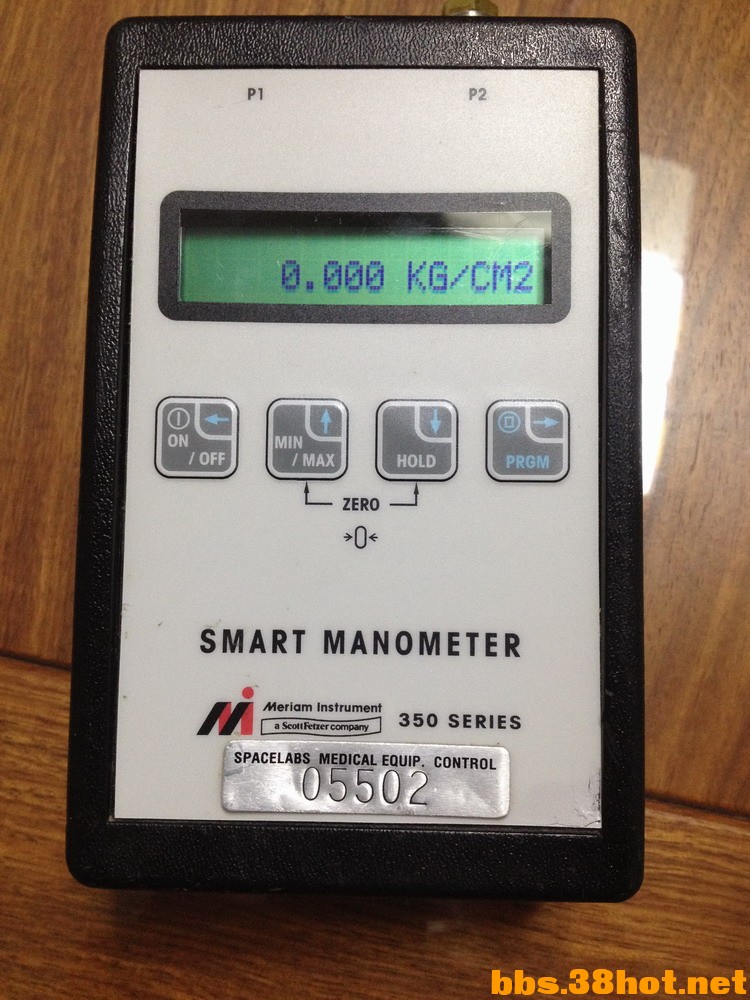 P1 P2
0.000 KG/CM2
ON
/ OFF
MIN
/ MAX
HOLD
PRGM
ZERO
→0←
SMART MANOMETER
Meriam Instrument
a Scott Fetzer company
350 SERIES
SPACELABS MEDICAL EQUIP. CONTROL
05502
bbs.38hot.net